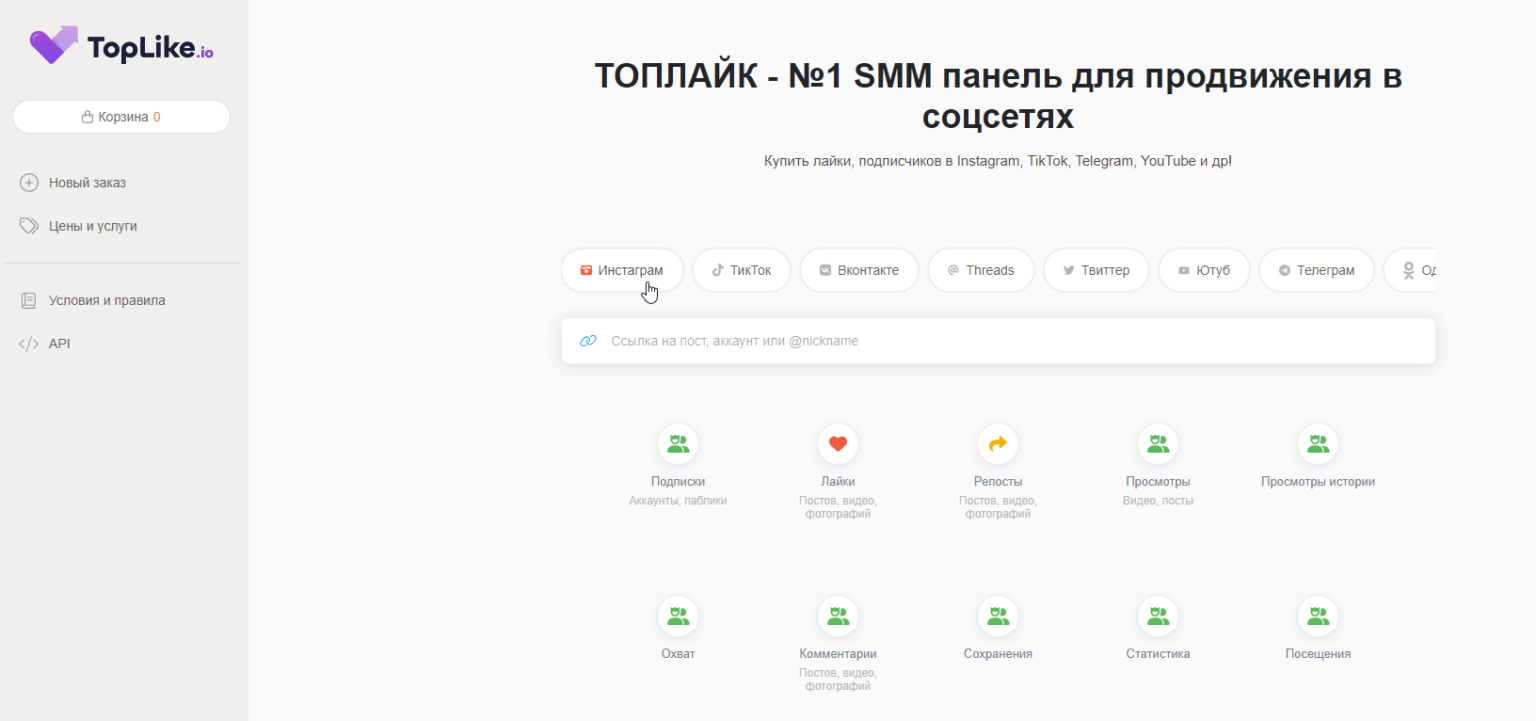 TopLike.io
Корзина 0
Новый заказ
Цены и услуги
Условия и правила
API
ТОПЛАЙК - №1 SMM панель для продвижения в
соцсетях
Купить лайки, подписчиков в Instagram, TikTok, Telegram, YouTube и др!
Инстаграм ТикТок Вконтакте Threads Твиттер Ютуб Телеграм Од
Ссылка на пост, аккаунт или @nickname
Подписки Лайки Репосты Просмотры Просмотры истории
Аккаунты, паблики Постов, видео, Постов, видео, Видео, посты
фотографий фотографий
Охват Комментарии Сохранения Статистика Посещения
Постов, видео,
фотографий